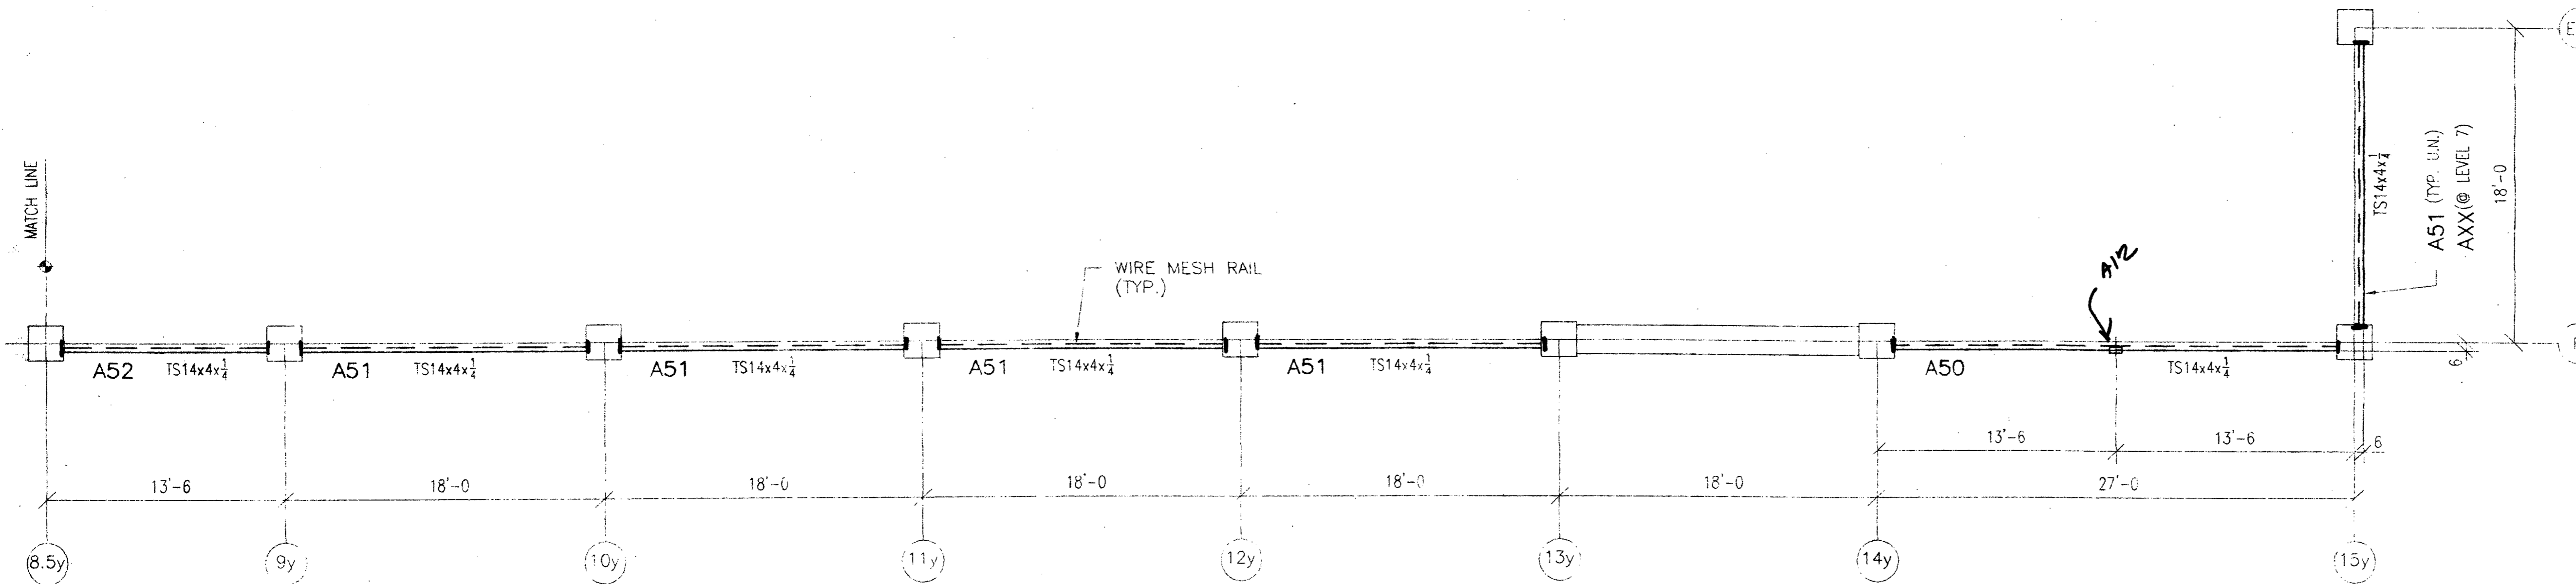 E
MATCH LINE
TS14x4x1/4
A51 (TYP. U.N.)
AXX(@ LEVEL 7)
18'-0
WIRE MESH RAIL
(TYP.)
A12
A52 TS14x4x1/4
A51 TS14x4x1/4
A51 TS14x4x1/4
A51 TS14x4x1/4
A51 TS14x4x1/4
A50 TS14x4x1/4
6
13'-6 13'-6 6
13'-6 18'-0 18'-0 18'-0 18'-0 18'-0 27'-0
8.5y 9y 10y 11y 12y 13y 14y 15y